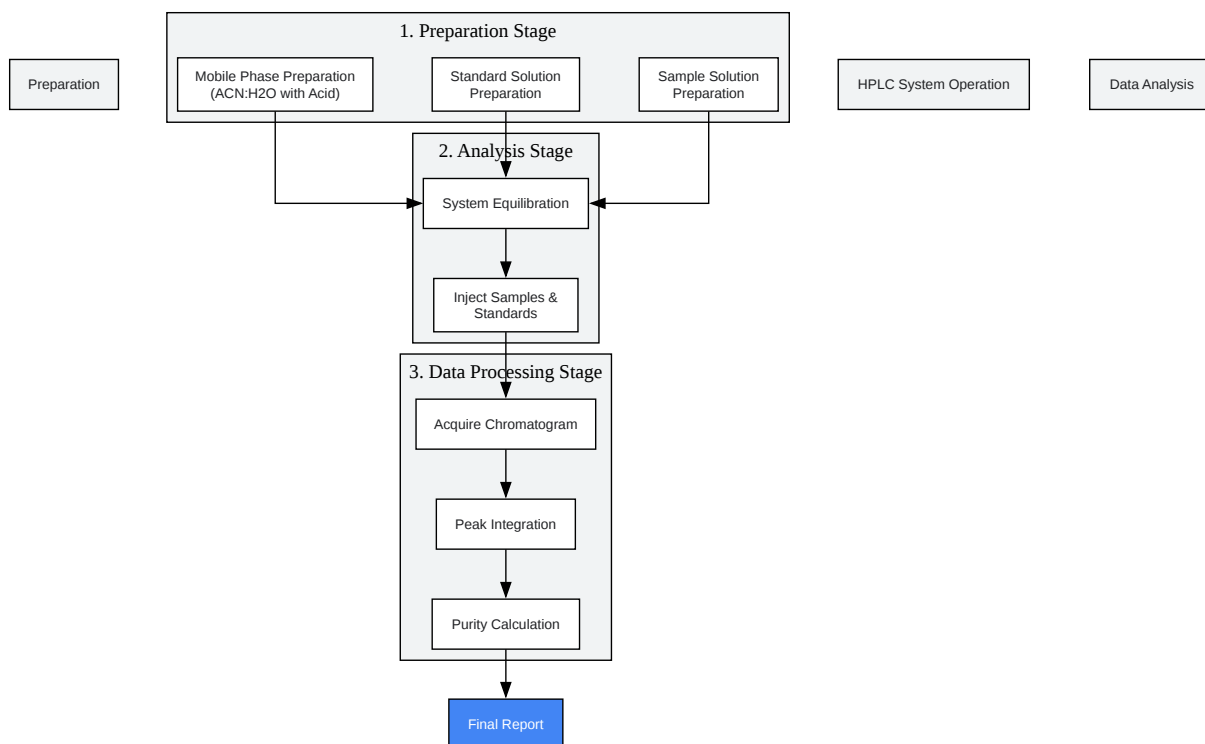 1. Preparation Stage
Preparation
Mobile Phase Preparation
(ACN:H2O with Acid)
Standard Solution
Preparation
Sample Solution
Preparation
HPLC System Operation
Data Analysis
2. Analysis Stage
System Equilibration
Inject Samples &
Standards
3. Data Processing Stage
Acquire Chromatogram
Peak Integration
Purity Calculation
Final Report